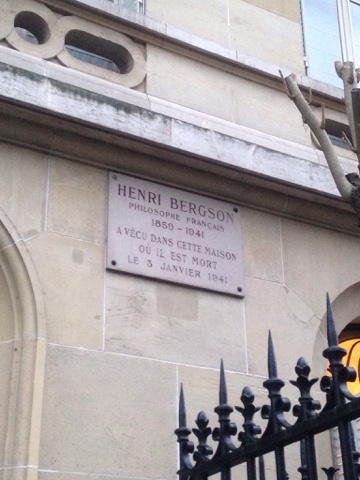 HENRI BERGSON
PHILOSOPHE FRANÇAIS
1859-1941
A VÉCU DANS CETTE MAISON
OÙ IL EST MORT
LE 3 JANVIER 1941